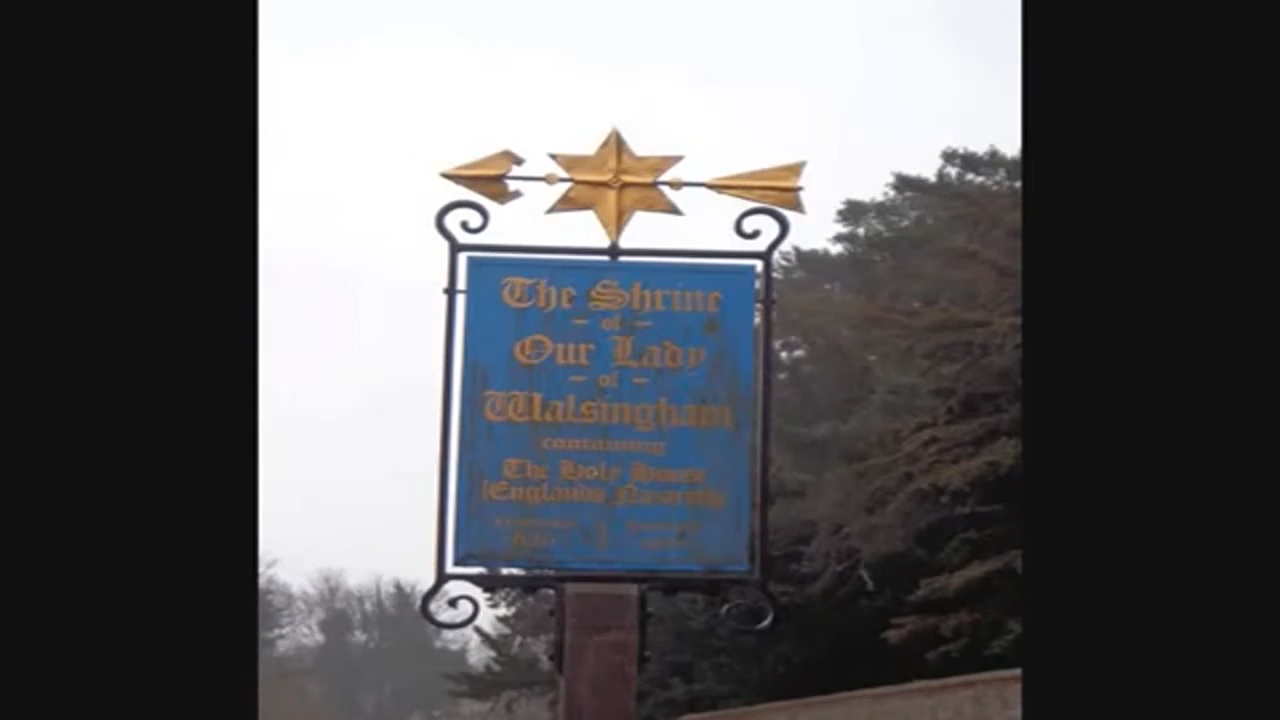 The Shrine
- of -
Our Lady
- of -
Walsingham
containing
The Holy House
(Englands Nazareth)